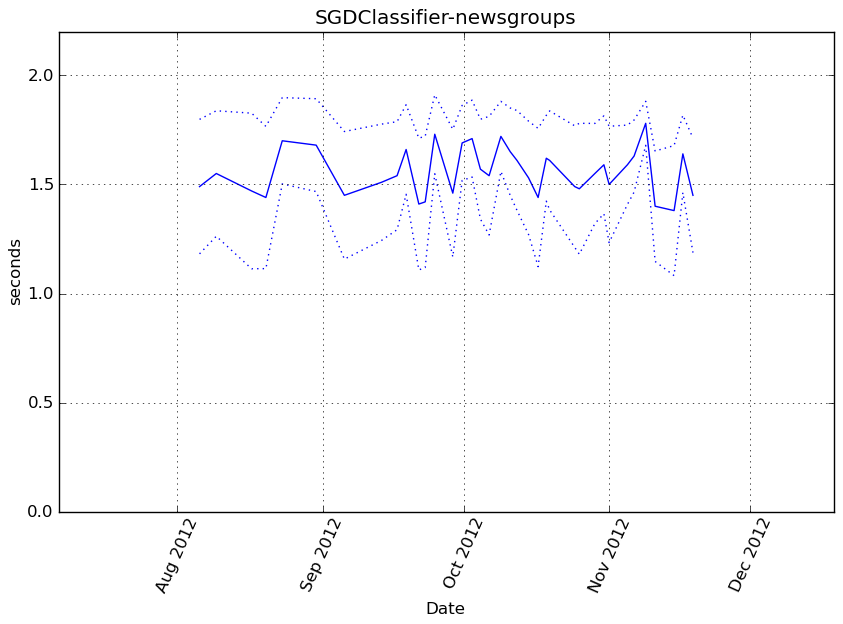 SGDClassifier-newsgroups
2.0
1.5
1.0
0.5
0.0
seconds
Aug 2012
Sep 2012
Oct 2012
Nov 2012
Dec 2012
Date